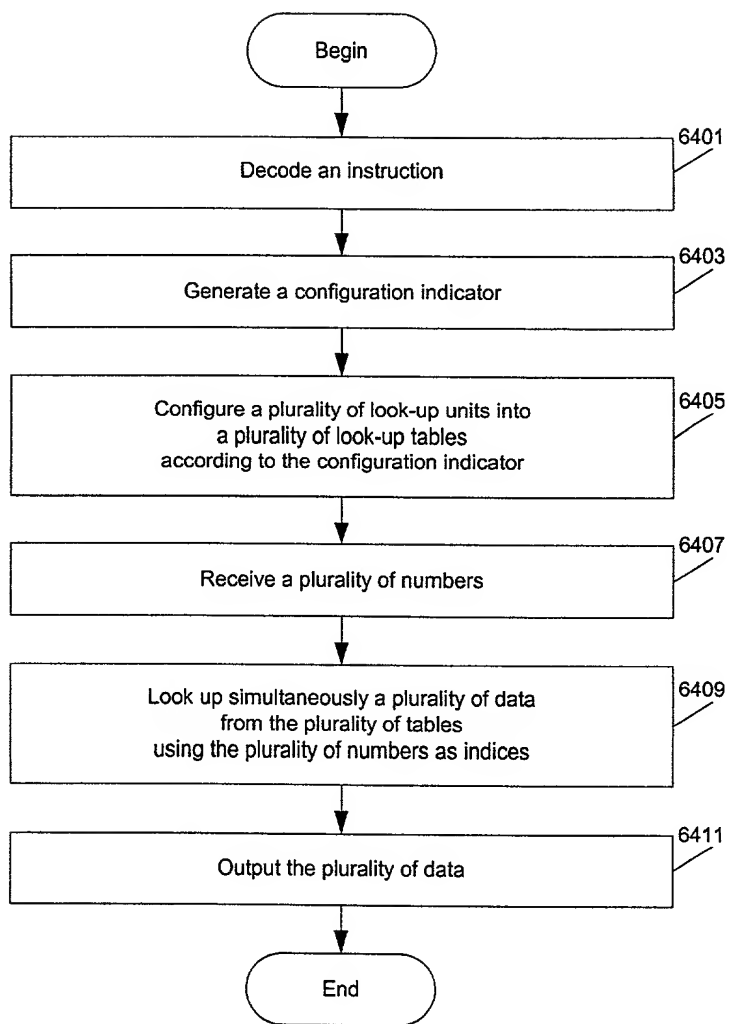 Begin
6401
Decode an instruction
6403
Generate a configuration indicator
6405
Configure a plurality of look-up units into
a plurality of look-up tables
according to the configuration indicator
6407
Receive a plurality of numbers
6409
Look up simultaneously a plurality of data
from the plurality of tables
using the plurality of numbers as indices
6411
Output the plurality of data
End